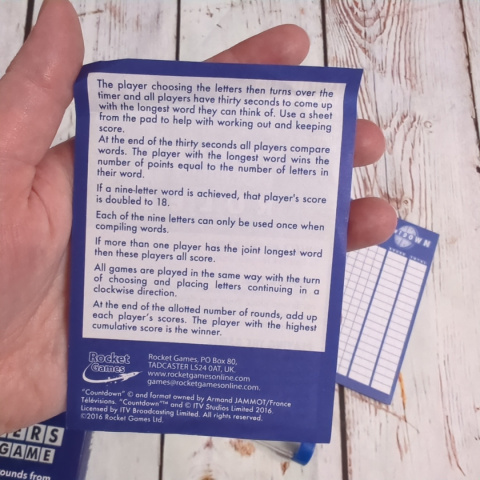 The player choosing the letters then turns over the
timer and all players have thirty seconds to come up
with the longest word they can think of. Use a sheet
from the pad to help with working out and keeping
score.
At the end of the thirty seconds all players compare
words. The player with the longest word wins the
number of points equal to the number of letters in
their word.
If a nine-letter word is achieved, that player's score
is doubled to 18.
Each of the nine letters can only be used once when
compiling words.
If more than one player has the joint longest word
then these players all score.
All games are played in the same way with the turn
of choosing and placing letters continuing in a
clockwise direction.
At the end of the allotted number of rounds, add up
each player's scores. The player with the highest
cumulative score is the winner.
Rocket
Games
Rocket Games, PO Box 80,
TADCASTER LS24 0AT, UK.
www.rocketgamesonline.com
games@rocketgamesonline.com.
"Countdown" © and format owned by Armand JAMMOT/France
Télévisions. "Countdown"™ and © ITV Studios Limited 2016.
Licensed by ITV Broadcasting Limited. All rights reserved.
©2016 Rocket Games Ltd.
ERS
GAME
ounds from